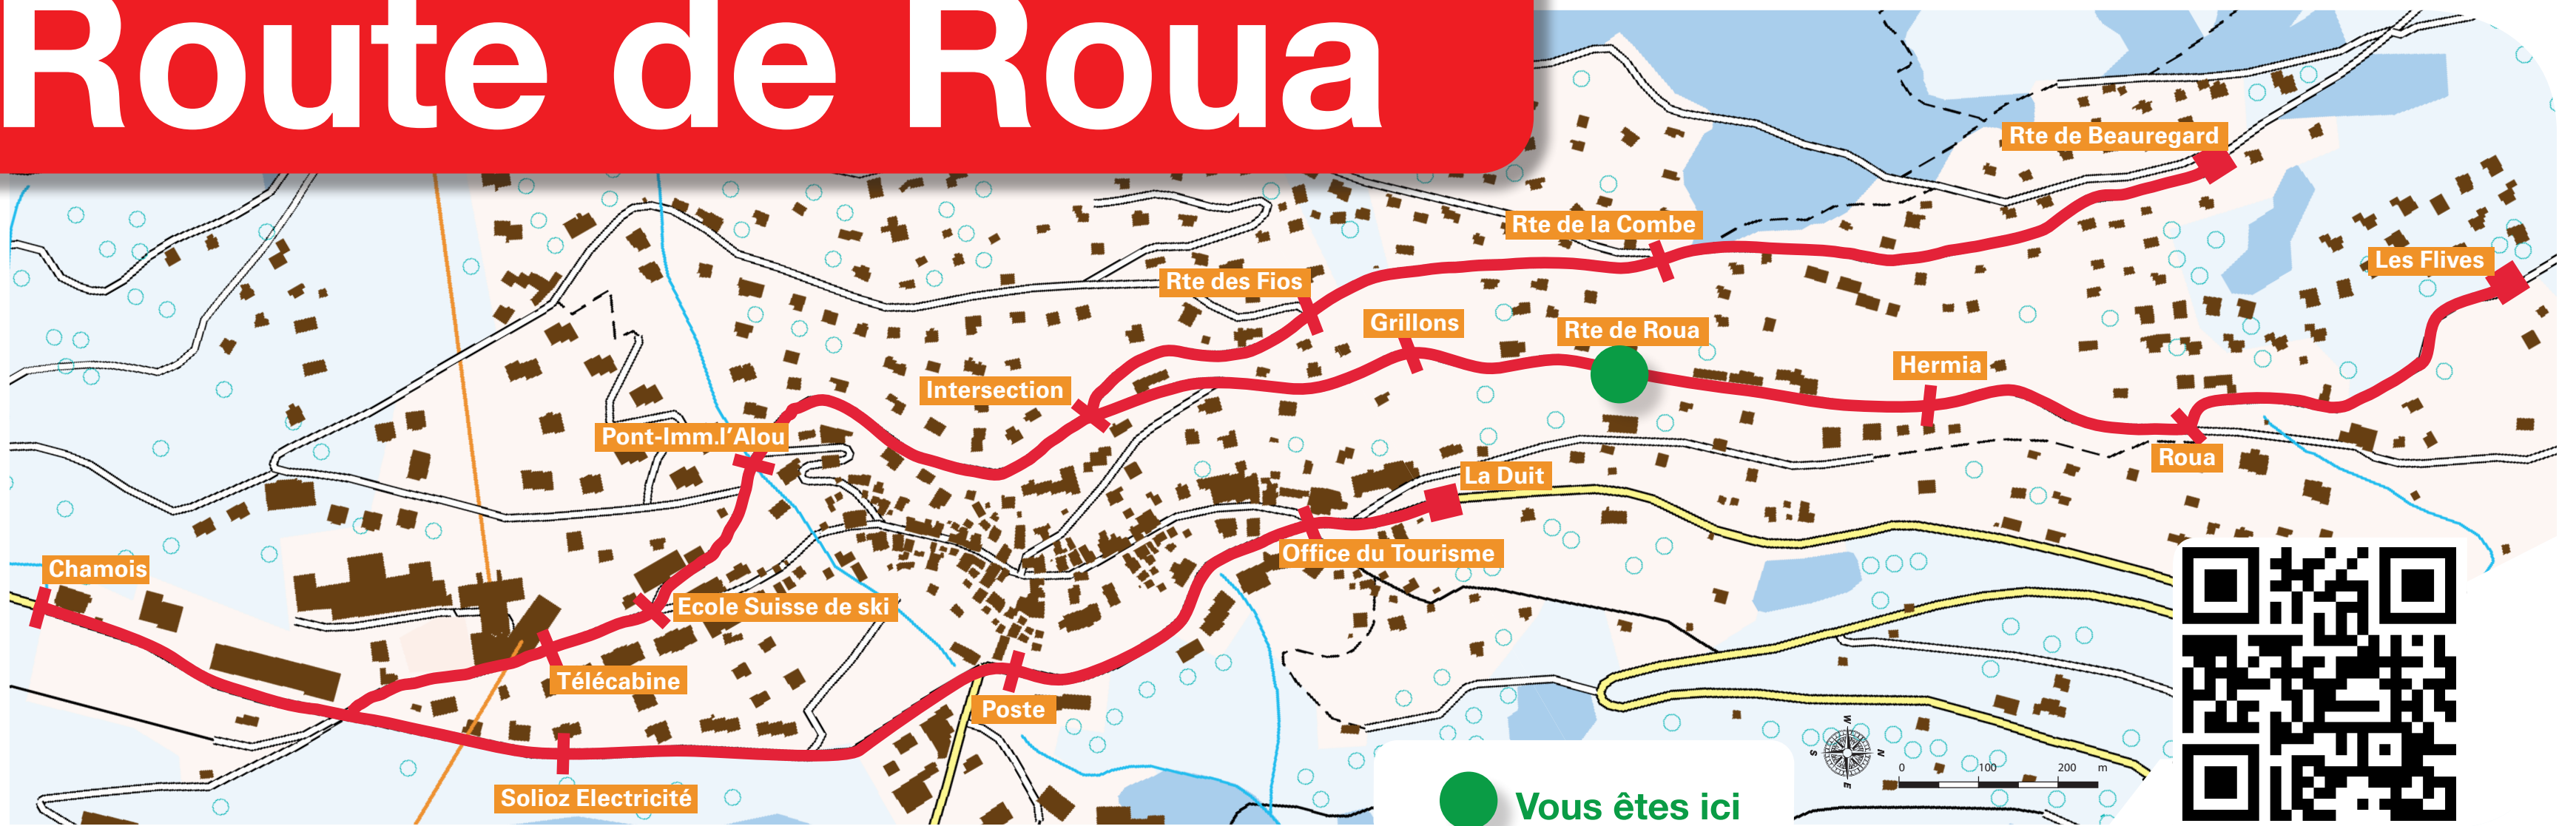 Route de Roua
Rte de Beauregard
Rte de la Combe
Les Flives
Rte des Fios
Grillons
Rte de Roua
Hermia
Intersection
Pont-Imm.l'Alou
Roua
La Duit
Office du Tourisme
Chamois
Ecole Suisse de ski
Télécabine
Poste
Solioz Electricité
W
N
S
E
0 100 200 m
Vous êtes ici